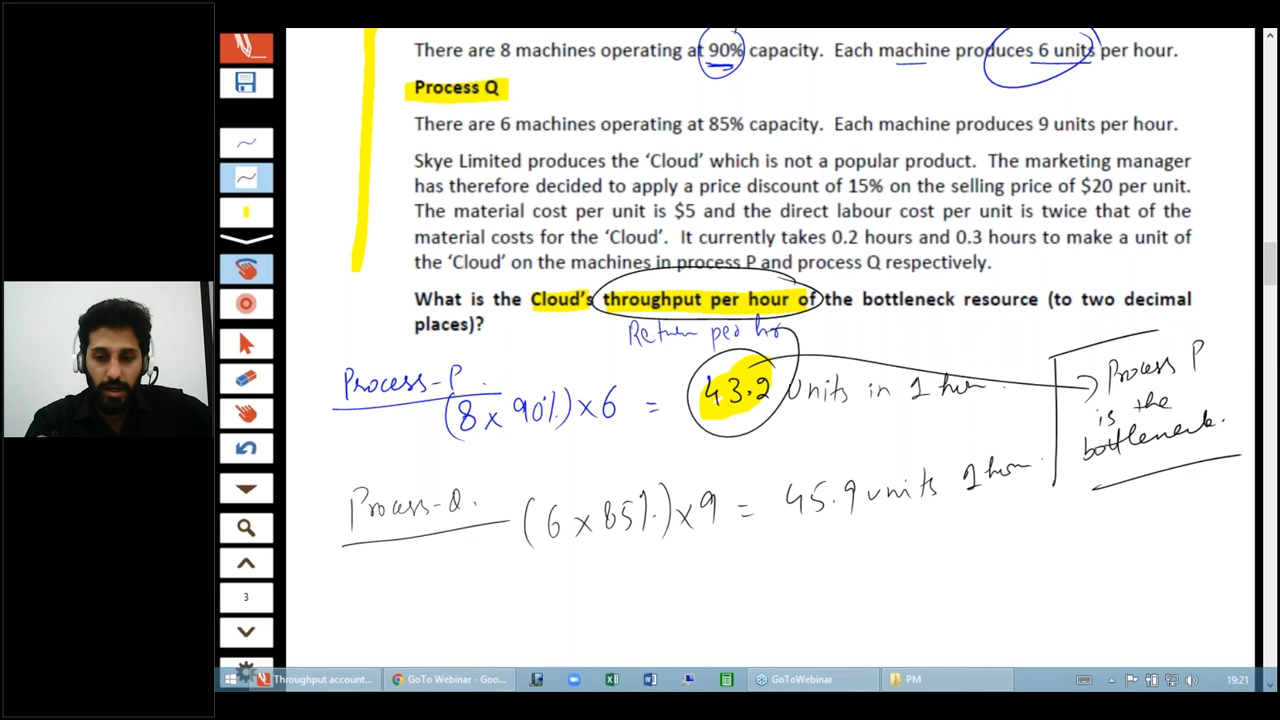 There are 8 machines operating at 90% capacity. Each machine produces 6 units per hour.
Process Q
There are 6 machines operating at 85% capacity. Each machine produces 9 units per hour.
Skye Limited produces the ‘Cloud’ which is not a popular product. The marketing manager
has therefore decided to apply a price discount of 15% on the selling price of $20 per unit.
The material cost per unit is $5 and the direct labour cost per unit is twice that of the
material costs for the ‘Cloud’. It currently takes 0.2 hours and 0.3 hours to make a unit of
the ‘Cloud’ on the machines in process P and process Q respectively.
What is the Cloud’s throughput per hour of the bottleneck resource (to two decimal
places)?
Return per hr
Process-P.
(8 x 90%) x 6 = 43.2 Units in 1 hour.
Process P
is the
bottleneck.
Process-Q.
(6 x 85%) x 9 = 45.9 units 1 hour.
3
Throughput account...
GoTo Webinar - Goo...
GoToWebinar
PM
19:21